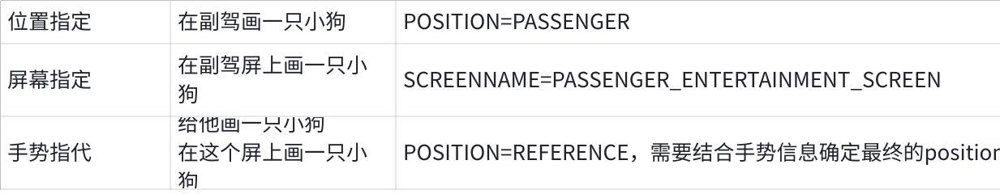 位置指定
在副驾画一只小狗
POSITION=PASSENGER
屏幕指定
在副驾屏上画一只小
狗
SCREENNAME=PASSENGER_ENTERTAINMENT_SCREEN
手势指代
给他画一只小狗
在这个屏上画一只小
狗
POSITION=REFERENCE，需要结合手势信息确定最终的position